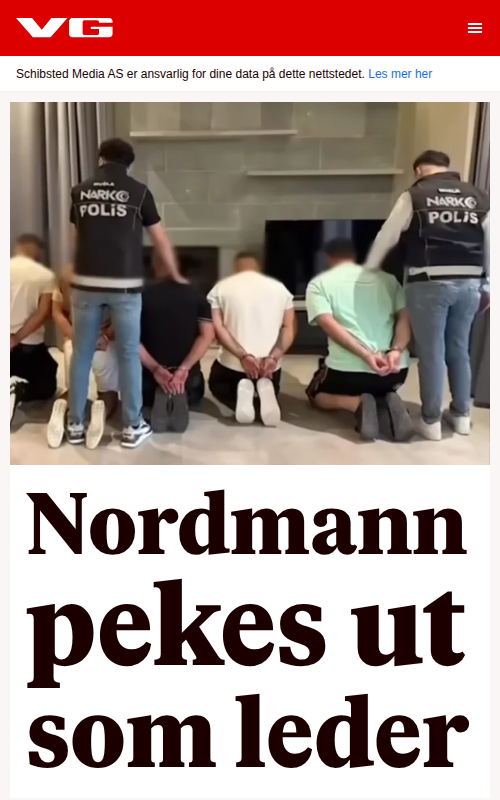 VG
Schibsted Media AS er ansvarlig for dine data på dette nettstedet. Les mer her
MUĞLA
NARKO
POLİS
MUĞLA
NARKO
POLİS
Nordmann
pekes ut
som leder